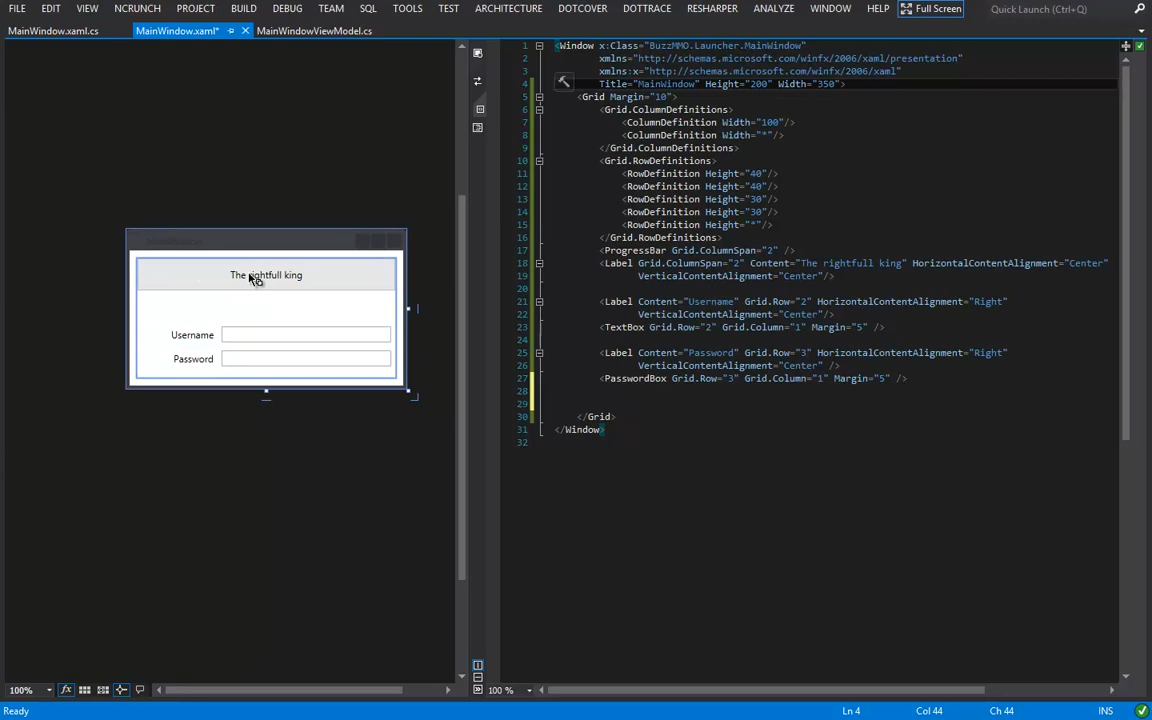 FILE EDIT VIEW NCRUNCH PROJECT BUILD DEBUG TEAM SQL TOOLS TEST ARCHITECTURE DOTCOVER DOTTRACE RESHARPER ANALYZE WINDOW HELP Full Screen Quick Launch (Ctrl+Q)
MainWindow.xaml.cs MainWindow.xaml* MainWindowViewModel.cs
The rightfull king
Username
Password
1 <Window x:Class="BuzzMMO.Launcher.MainWindow"
2 xmlns="http://schemas.microsoft.com/winfx/2006/xaml/presentation"
3 xmlns:x="http://schemas.microsoft.com/winfx/2006/xaml"
4 Title="MainWindow" Height="200" Width="350">
5 <Grid Margin="10">
6 <Grid.ColumnDefinitions>
7 <ColumnDefinition Width="100"/>
8 <ColumnDefinition Width="*"/>
9 </Grid.ColumnDefinitions>
10 <Grid.RowDefinitions>
11 <RowDefinition Height="40"/>
12 <RowDefinition Height="40"/>
13 <RowDefinition Height="30"/>
14 <RowDefinition Height="30"/>
15 <RowDefinition Height="*"/>
16 </Grid.RowDefinitions>
17 <ProgressBar Grid.ColumnSpan="2" />
18 <Label Grid.ColumnSpan="2" Content="The rightfull king" HorizontalContentAlignment="Center"
19 VerticalContentAlignment="Center"/>
20
21 <Label Content="Username" Grid.Row="2" HorizontalContentAlignment="Right"
22 VerticalContentAlignment="Center"/>
23 <TextBox Grid.Row="2" Grid.Column="1" Margin="5" />
24
25 <Label Content="Password" Grid.Row="3" HorizontalContentAlignment="Right"
26 VerticalContentAlignment="Center" />
27 <PasswordBox Grid.Row="3" Grid.Column="1" Margin="5" />
28
29
30 </Grid>
31 </Window>
32
100% fx 100 %
Ready Ln 4 Col 44 Ch 44 INS